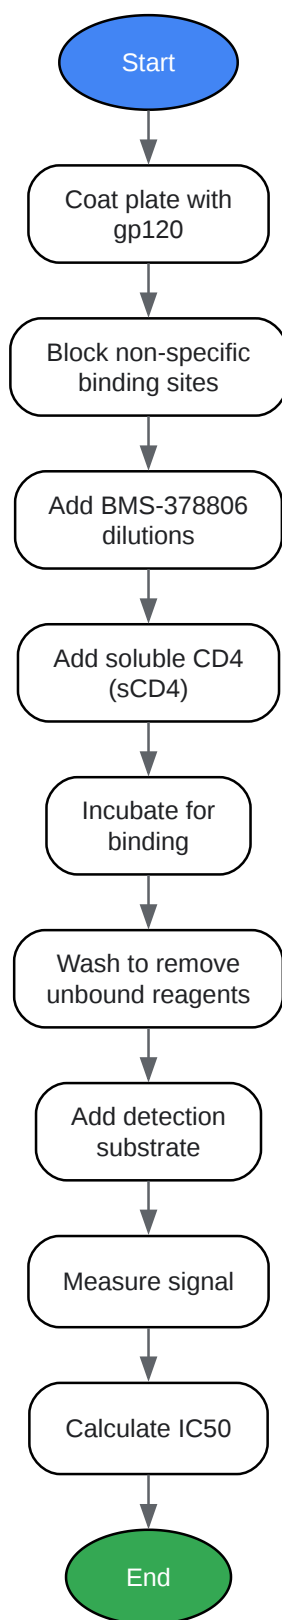 Start
Coat plate with
gp120
Block non-specific
binding sites
Add BMS-378806
dilutions
Add soluble CD4
(sCD4)
Incubate for
binding
Wash to remove
unbound reagents
Add detection
substrate
Measure signal
Calculate IC50
End